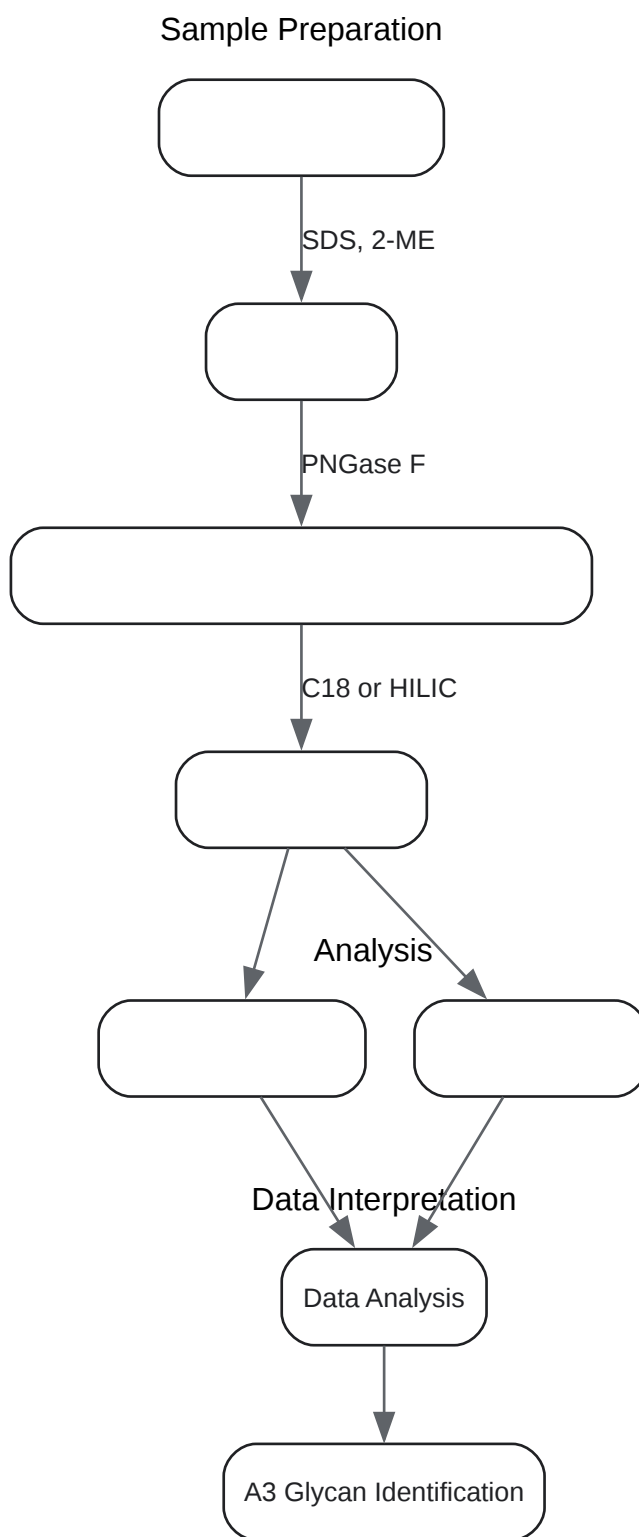 Sample Preparation
SDS, 2-ME
PNGase F
C18 or HILIC
Analysis
Data Interpretation
Data Analysis
A3 Glycan Identification